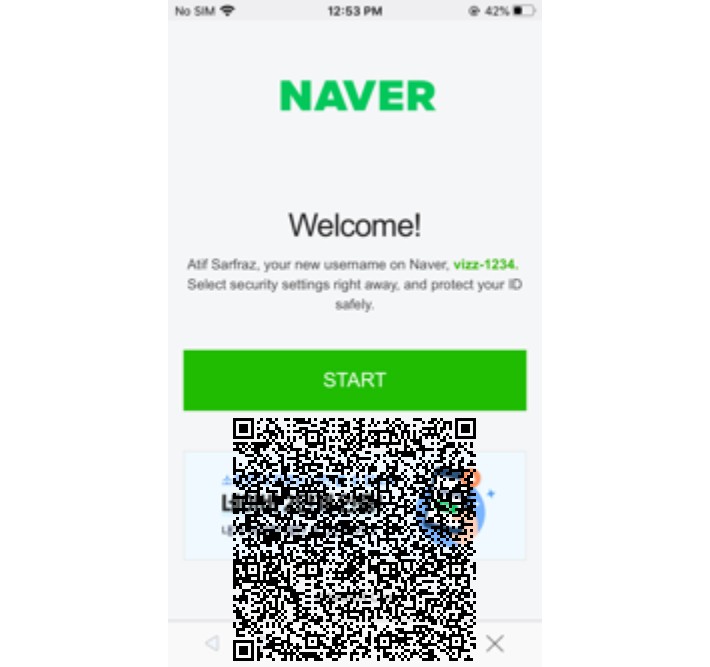 No SIM 12:53 PM 42%
NAVER
Welcome!
Atif Sarfraz, your new username on Naver, vizz-1234.
Select security settings right away, and protect your ID
safely.
START